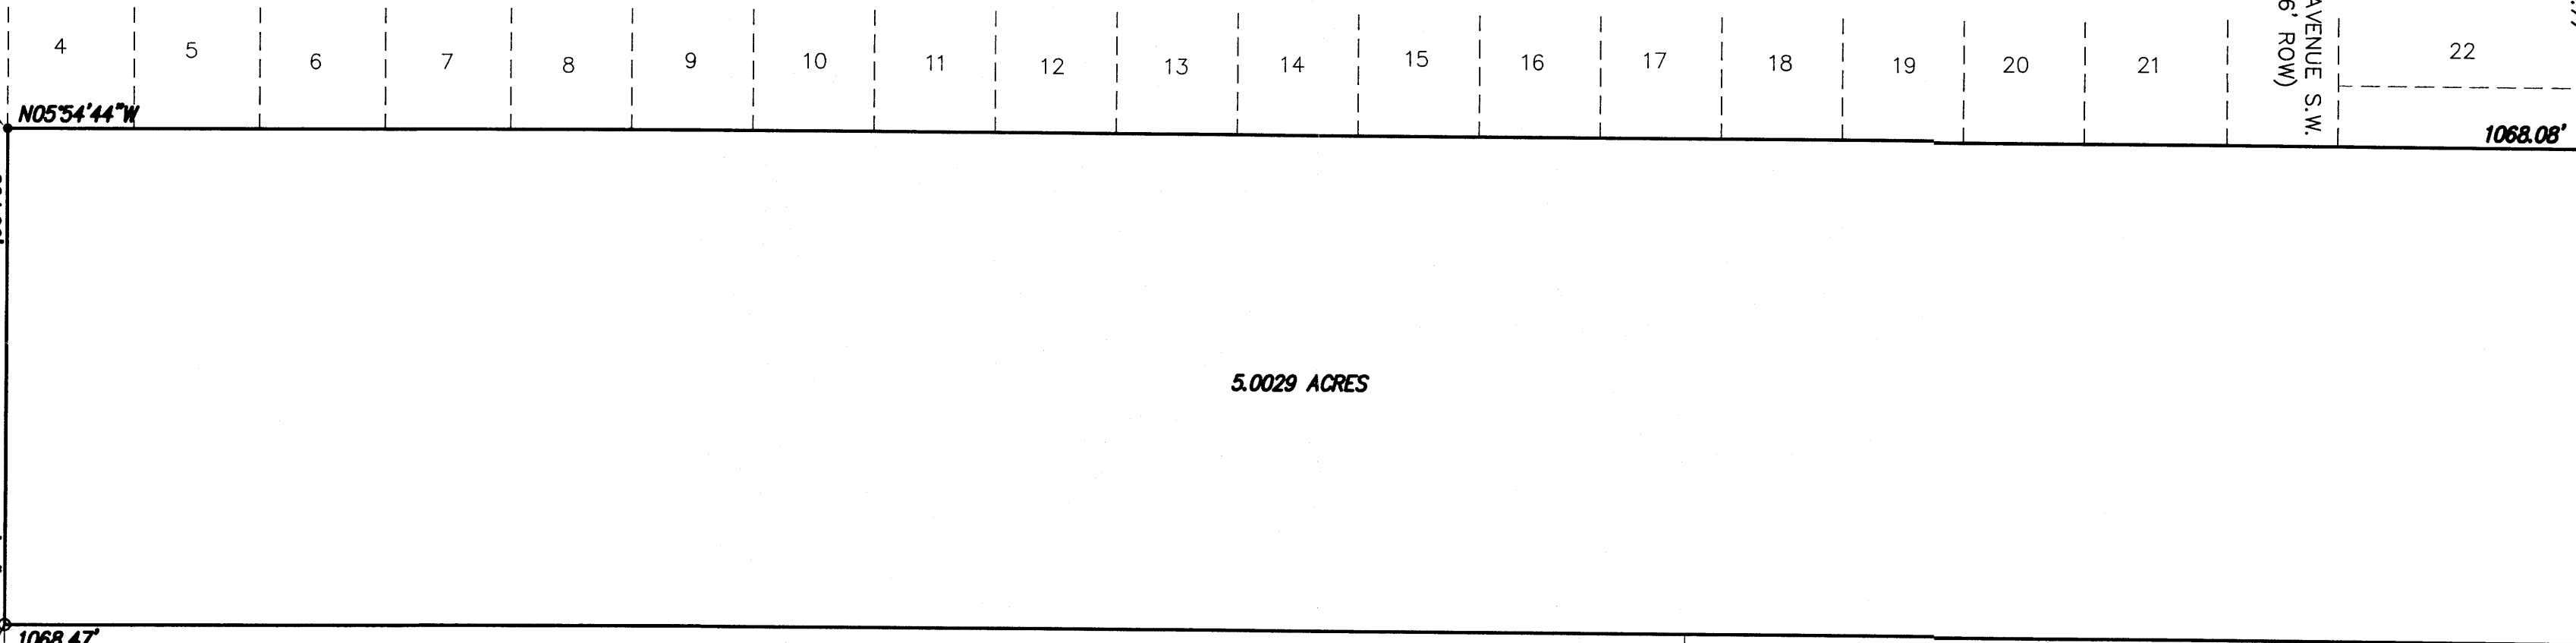 4 5 6 7 8 9 10 11 12 13 14 15 16 17 18 19 20 21 22
AVENUE S.W.
6' ROW)
N05°54'44"W
1068.08'
5.0029 ACRES
1068.47'